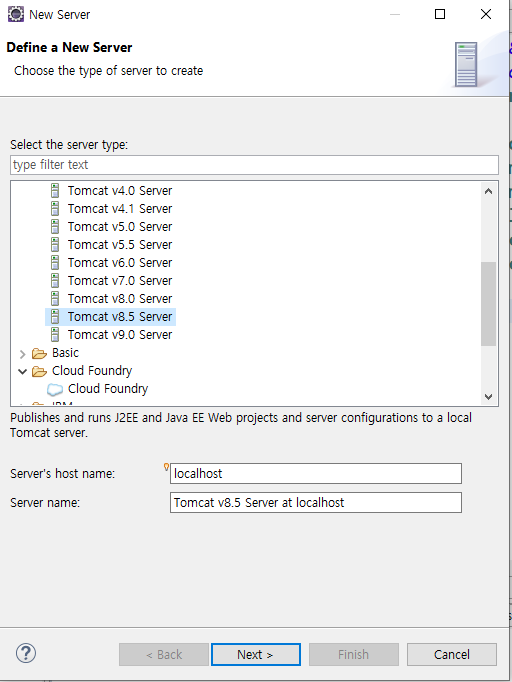 New Server
Define a New Server
Choose the type of server to create
Select the server type:
type filter text
Tomcat v4.0 Server
Tomcat v4.1 Server
Tomcat v5.0 Server
Tomcat v5.5 Server
Tomcat v6.0 Server
Tomcat v7.0 Server
Tomcat v8.0 Server
Tomcat v8.5 Server
Tomcat v9.0 Server
Basic
Cloud Foundry
Cloud Foundry
Publishes and runs J2EE and Java EE Web projects and server configurations to a local
Tomcat server.
Server's host name: localhost
Server name: Tomcat v8.5 Server at localhost
? < Back Next > Finish Cancel